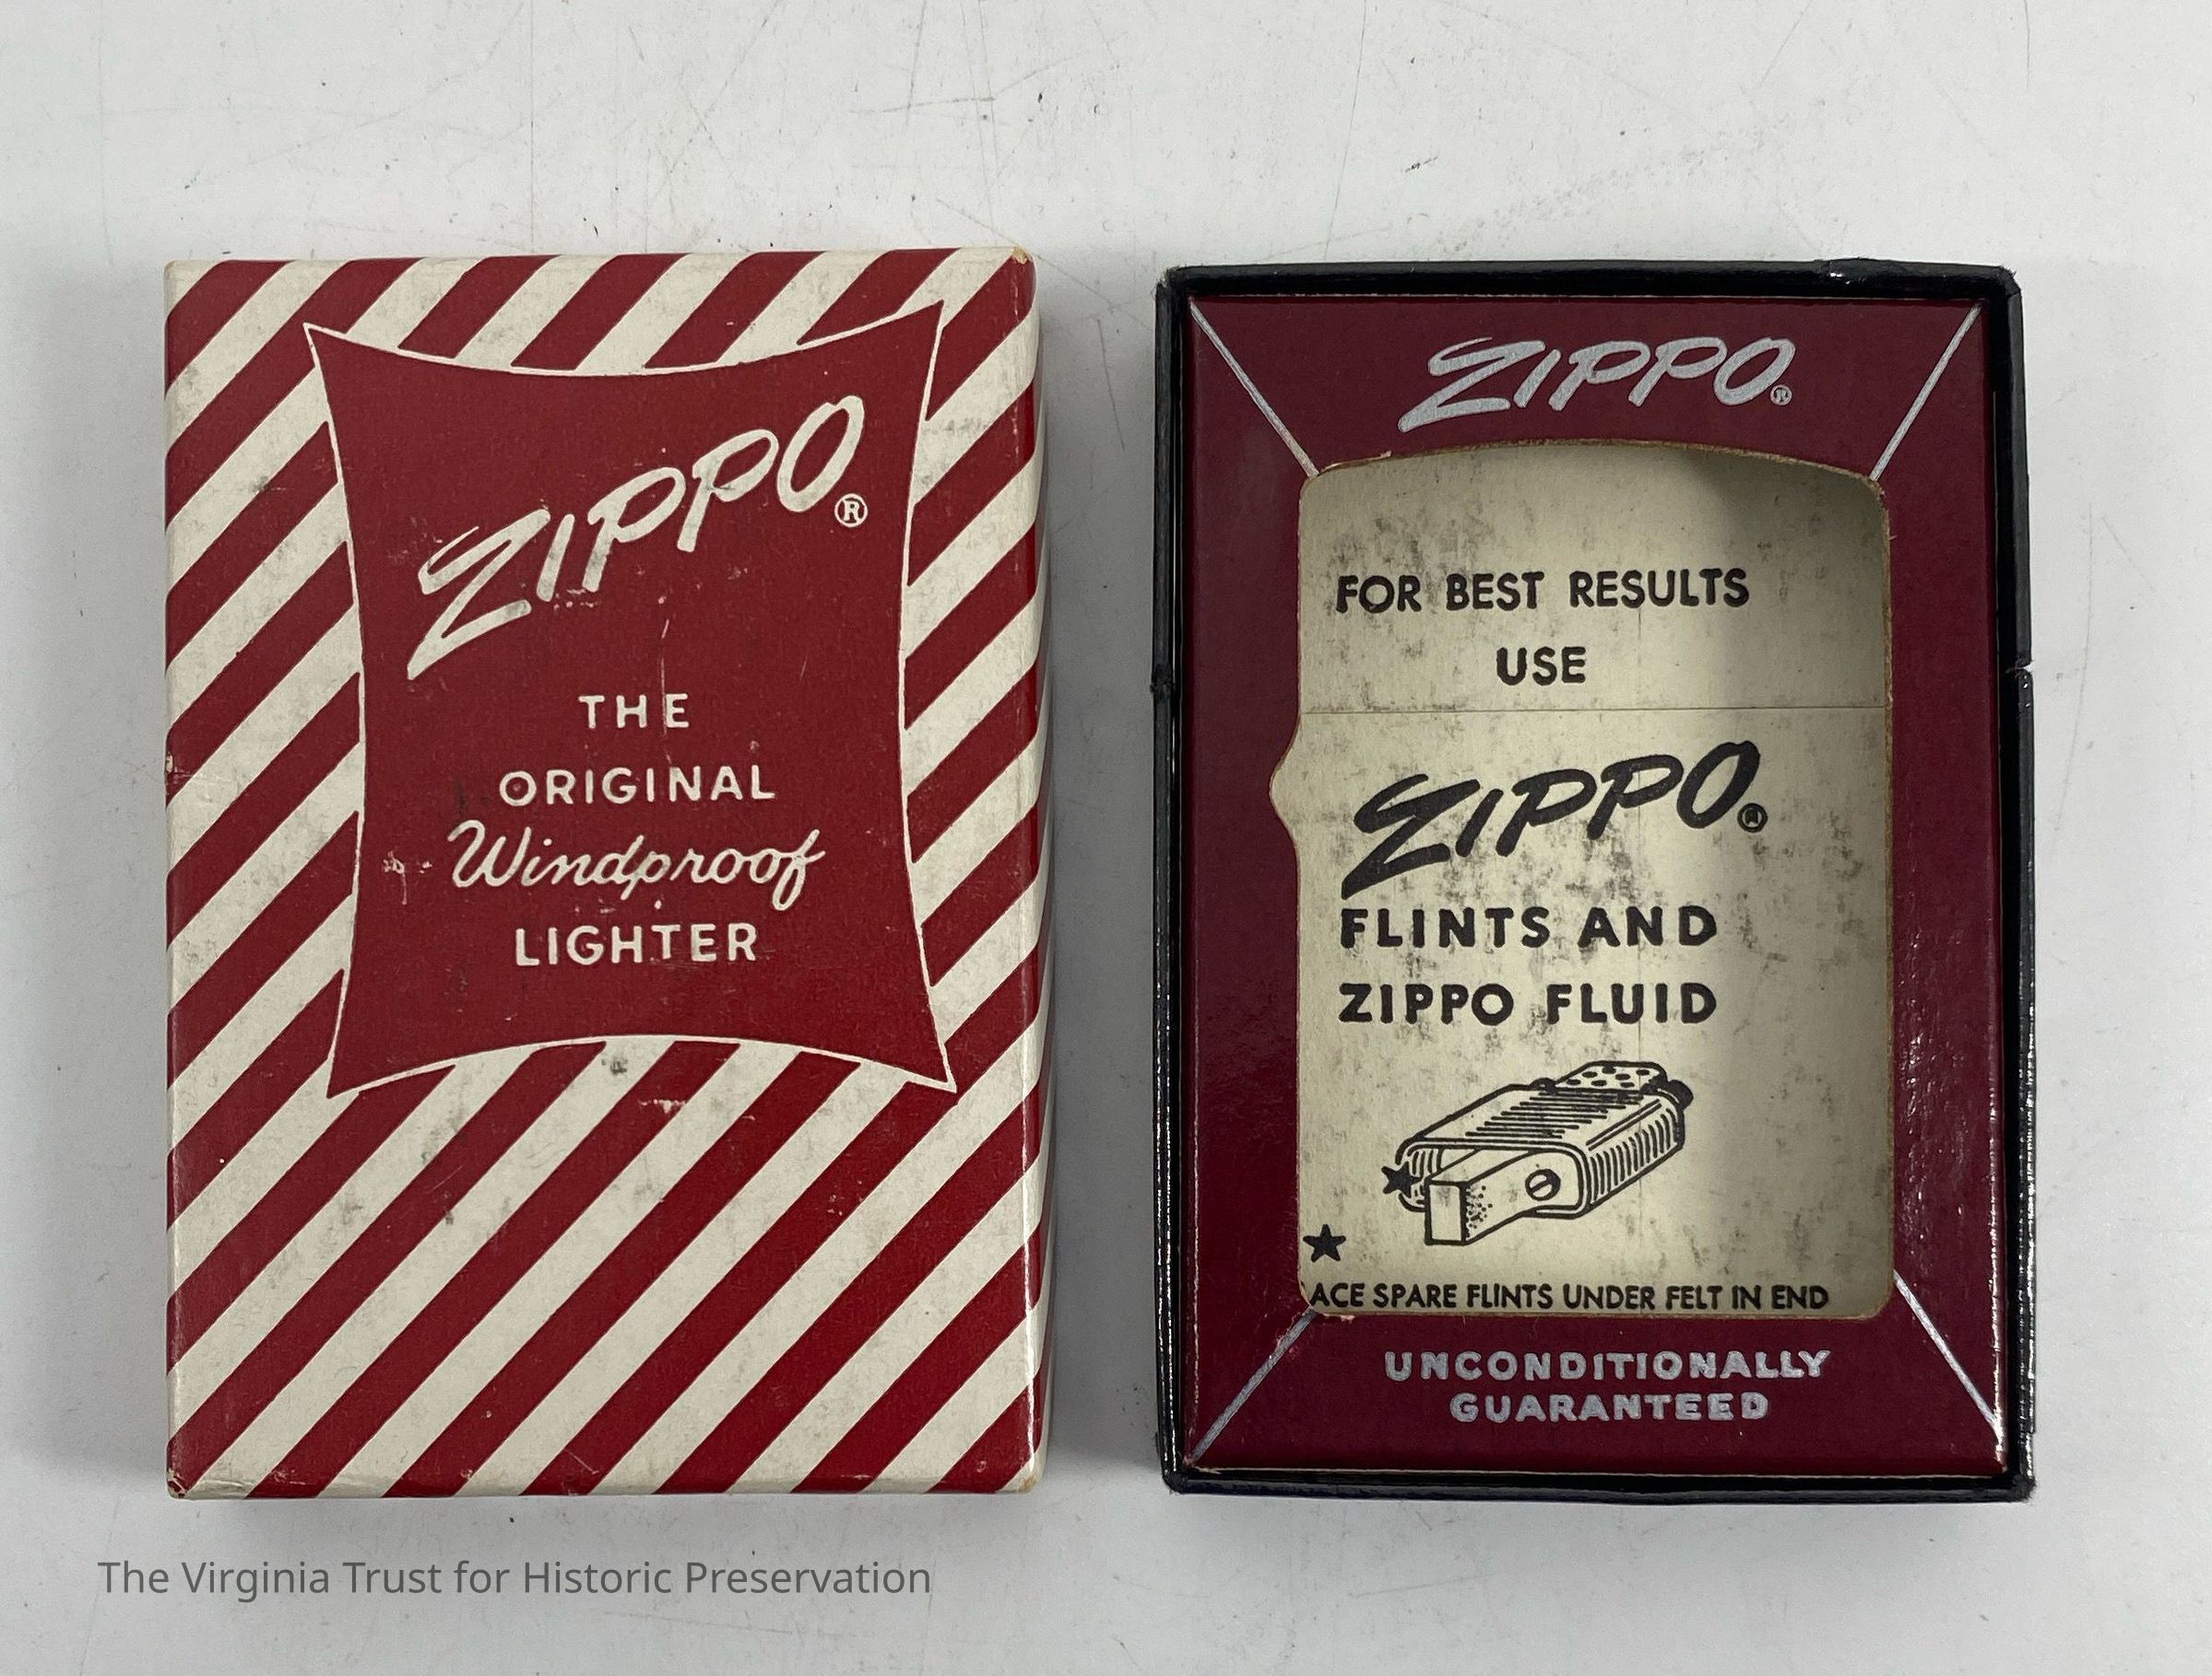 ZIPPO®
THE
ORIGINAL
Windproof
LIGHTER
ZIPPO®
FOR BEST RESULTS
USE
ZIPPO®
FLINTS AND
ZIPPO FLUID
ACE SPARE FLINTS UNDER FELT IN END
UNCONDITIONALLY
GUARANTEED
The Virginia Trust for Historic Preservation